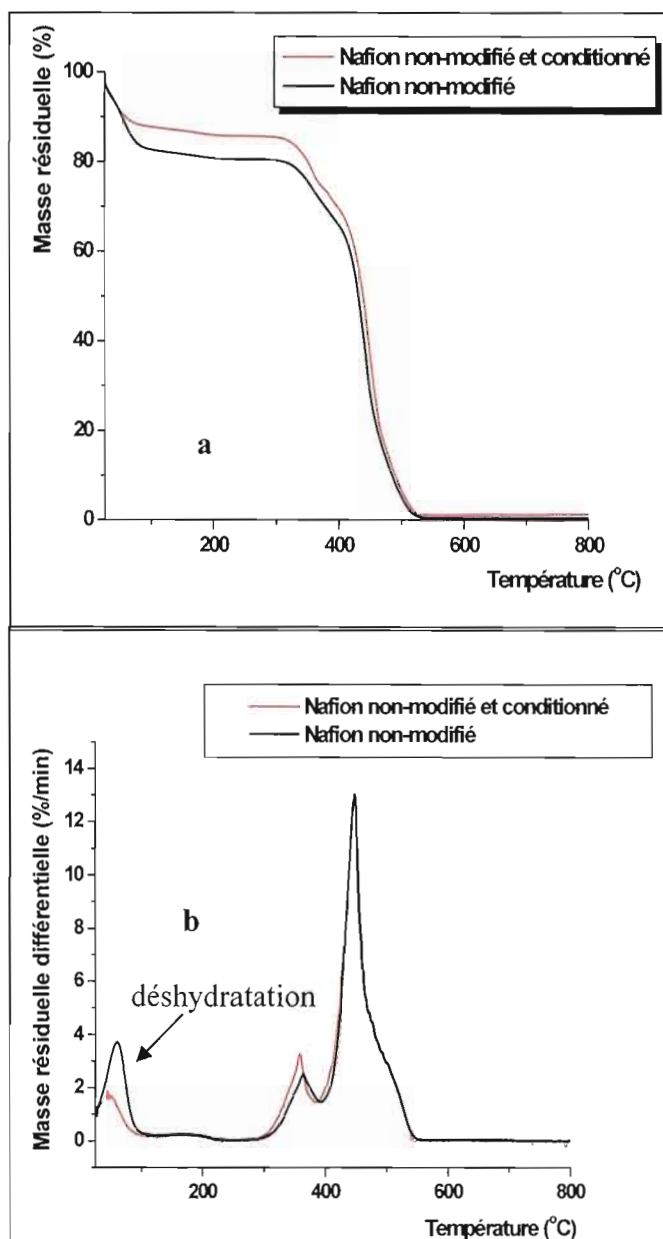 Nafion non-modifié et conditionné
Nafion non-modifié
Masse résiduelle (%)
100
80
60
40
20
0
a
200
400
600
800
Température (°C)
Nafion non-modifié et conditionné
Nafion non-modifié
Masse résiduelle différentielle (%/min)
14
12
10
8
6
4
2
0
b
déshydratation
200
400
600
800
Température (°C)